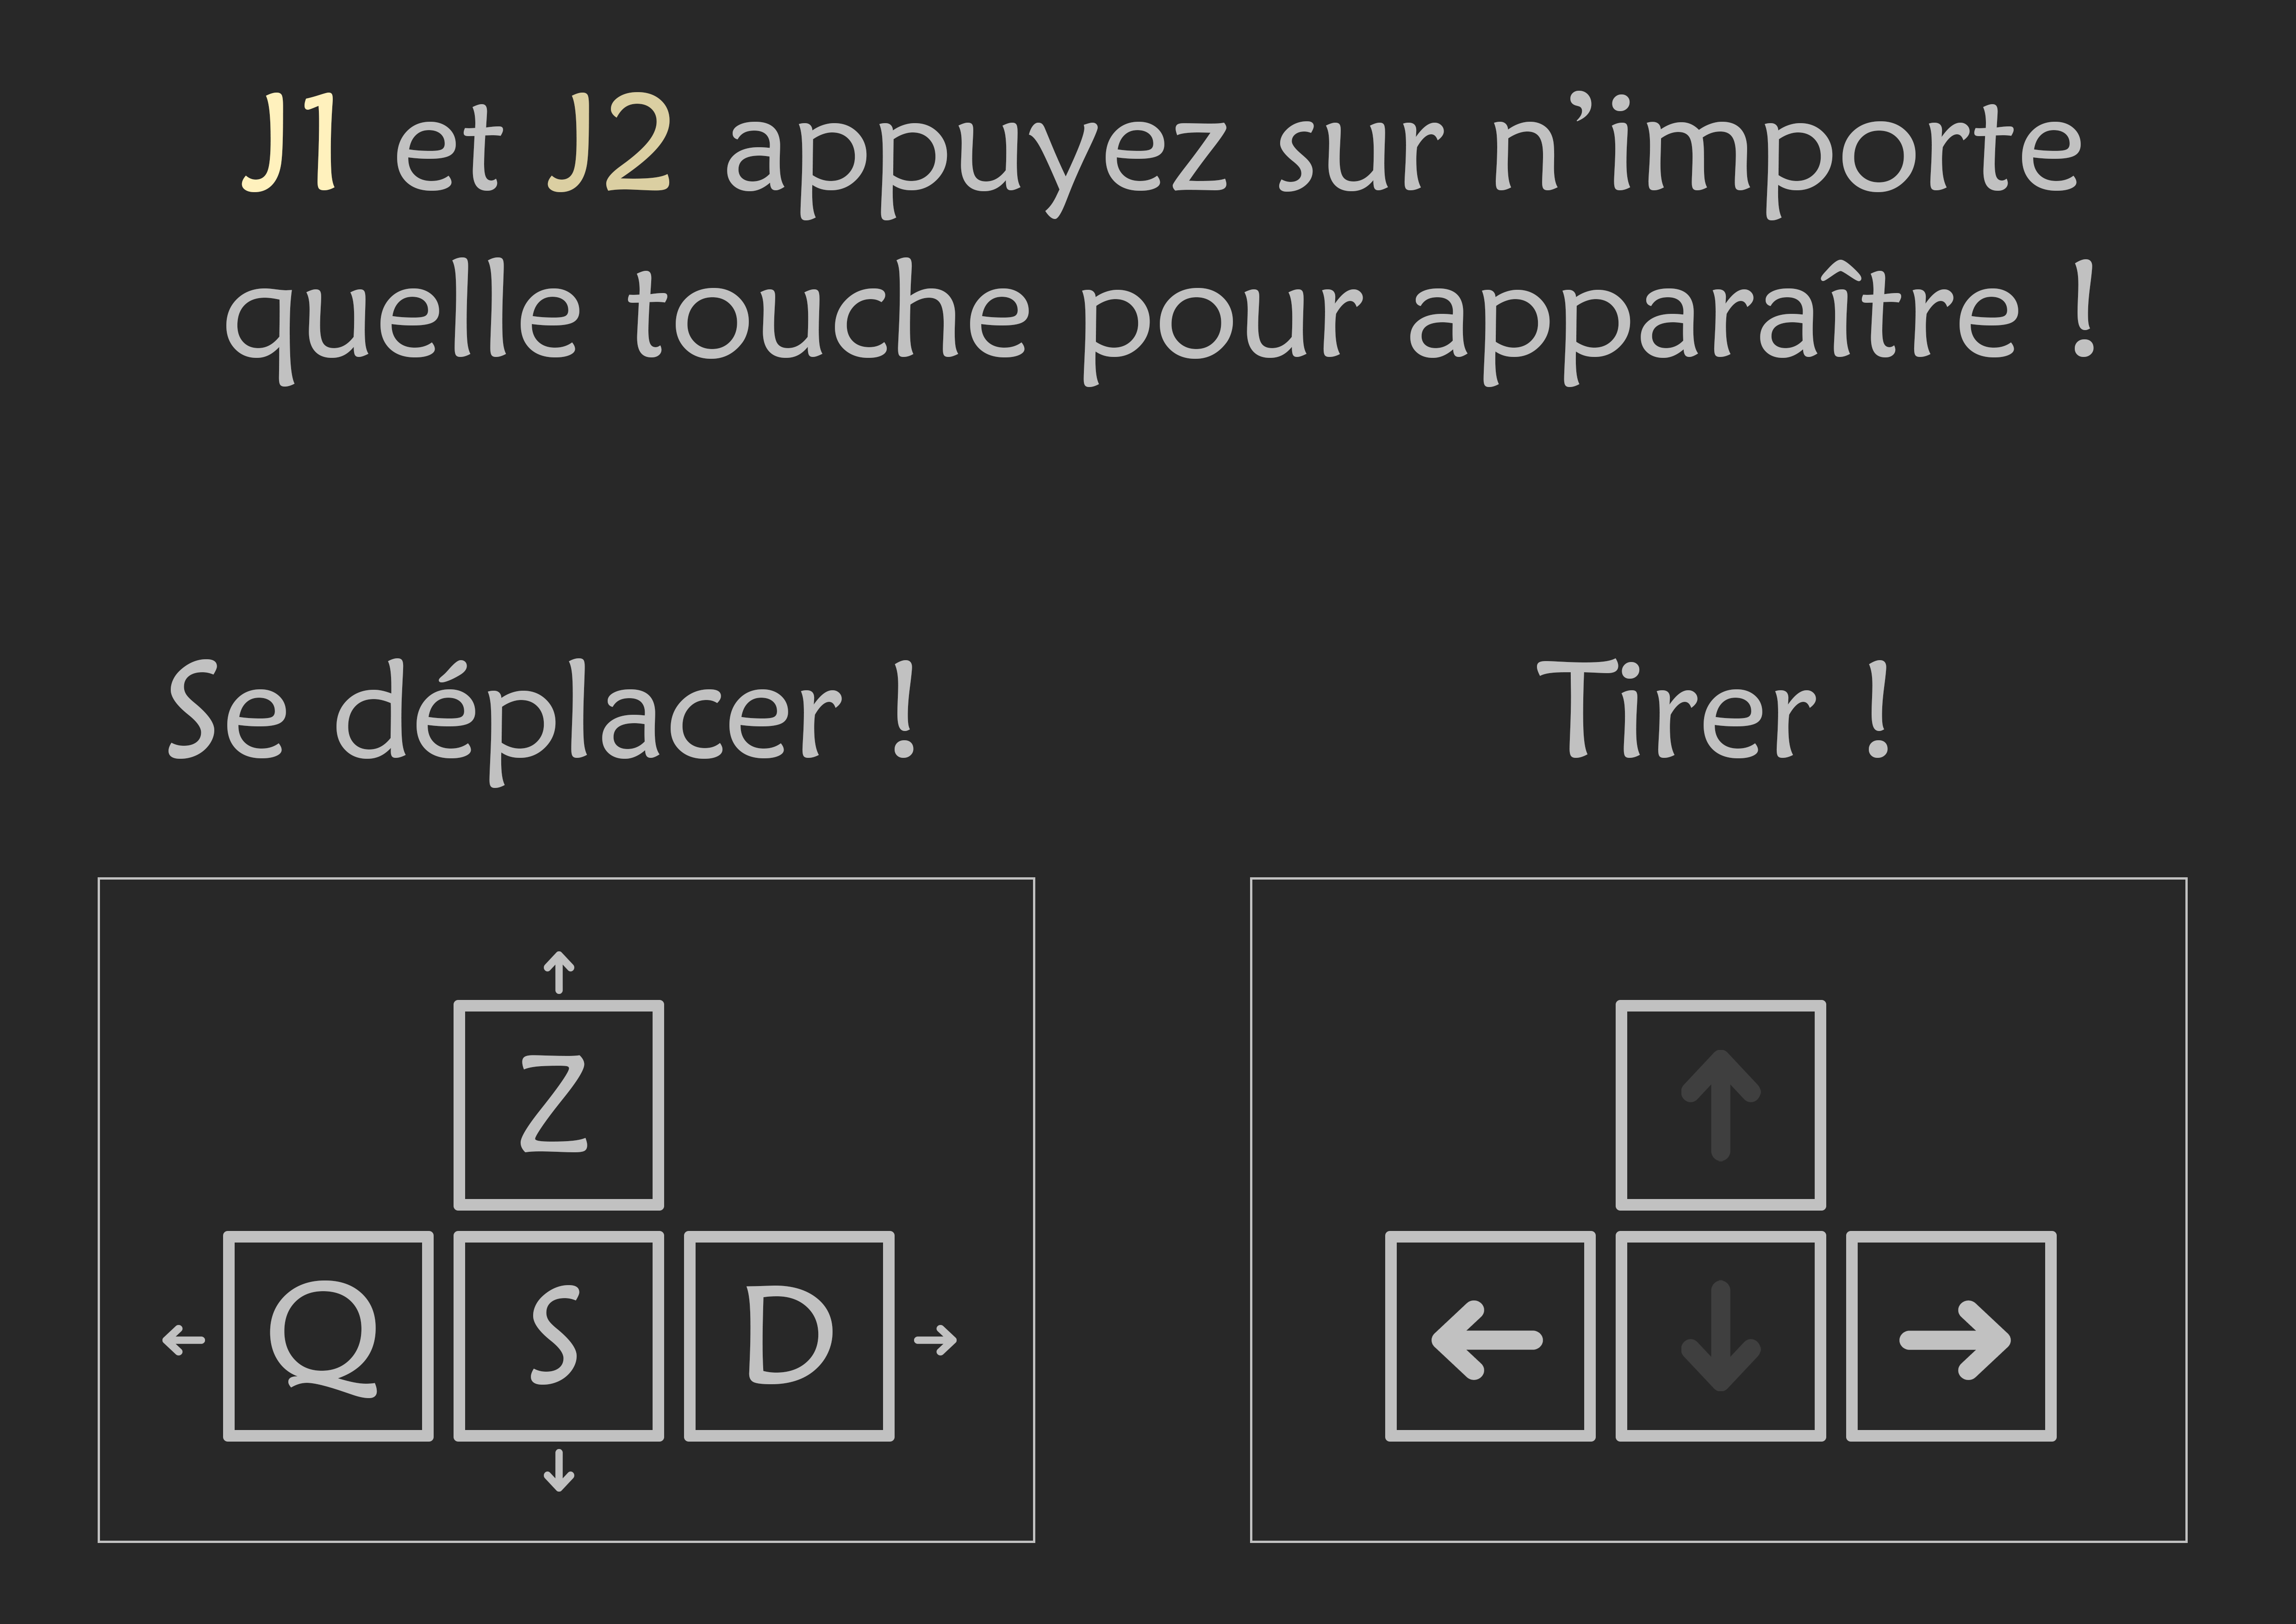 J1 et J2 appuyez sur n’importe
quelle touche pour apparaître !
Se déplacer !
Tirer !
Z
Q S D